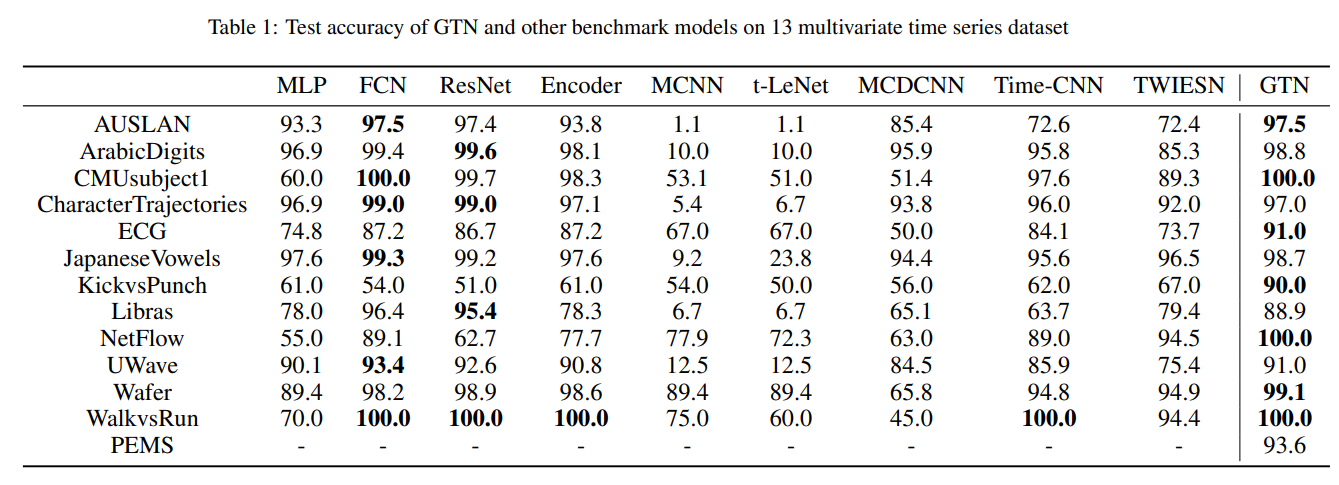 Table 1: Test accuracy of GTN and other benchmark models on 13 multivariate time series dataset
MLP FCN ResNet Encoder MCNN t-LeNet MCDCNN Time-CNN TWIESN GTN
AUSLAN 93.3 97.5 97.4 93.8 1.1 1.1 85.4 72.6 72.4 97.5
ArabicDigits 96.9 99.4 99.6 98.1 10.0 10.0 95.9 95.8 85.3 98.8
CMUsubject1 60.0 100.0 99.7 98.3 53.1 51.0 51.4 97.6 89.3 100.0
CharacterTrajectories 96.9 99.0 99.0 97.1 5.4 6.7 93.8 96.0 92.0 97.0
ECG 74.8 87.2 86.7 87.2 67.0 67.0 50.0 84.1 73.7 91.0
JapaneseVowels 97.6 99.3 99.2 97.6 9.2 23.8 94.4 95.6 96.5 98.7
KickvsPunch 61.0 54.0 51.0 61.0 54.0 50.0 56.0 62.0 67.0 90.0
Libras 78.0 96.4 95.4 78.3 6.7 6.7 65.1 63.7 79.4 88.9
NetFlow 55.0 89.1 62.7 77.7 77.9 72.3 63.0 89.0 94.5 100.0
UWave 90.1 93.4 92.6 90.8 12.5 12.5 84.5 85.9 75.4 91.0
Wafer 89.4 98.2 98.9 98.6 89.4 89.4 65.8 94.8 94.9 99.1
WalkvsRun 70.0 100.0 100.0 100.0 75.0 60.0 45.0 100.0 94.4 100.0
PEMS - - - - - - - - - 93.6